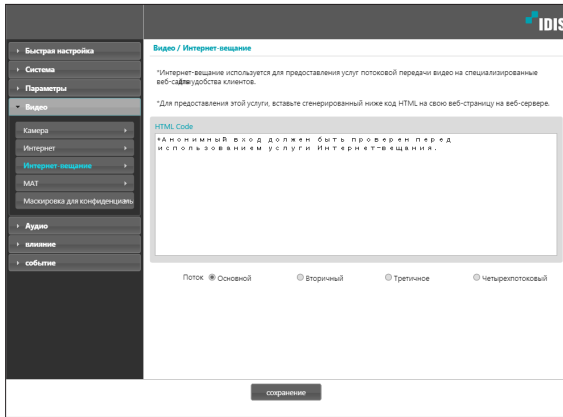 IDIS
Быстрая настройка
Система
Параметры
Видео
Камера
Интернет
Интернет-вещание
MAT
Маскировка для конфиденциаль
Аудио
влияние
событие
Видео / Интернет-вещание
*Интернет-вещание используется для предоставления услуг потоковой передачи видео на специализированные
веб-сайтДля удобства клиентов.
*Для предоставления этой услуги, вставьте сгенерированный ниже код HTML на свою веб-страницу на веб-сервере.
HTML Code
*Анонимный вход должен быть проверен перед
использованием услуги Интернет-вещания.
Поток Основной Вторичный Третичное Четырехпотоковый
сохранение